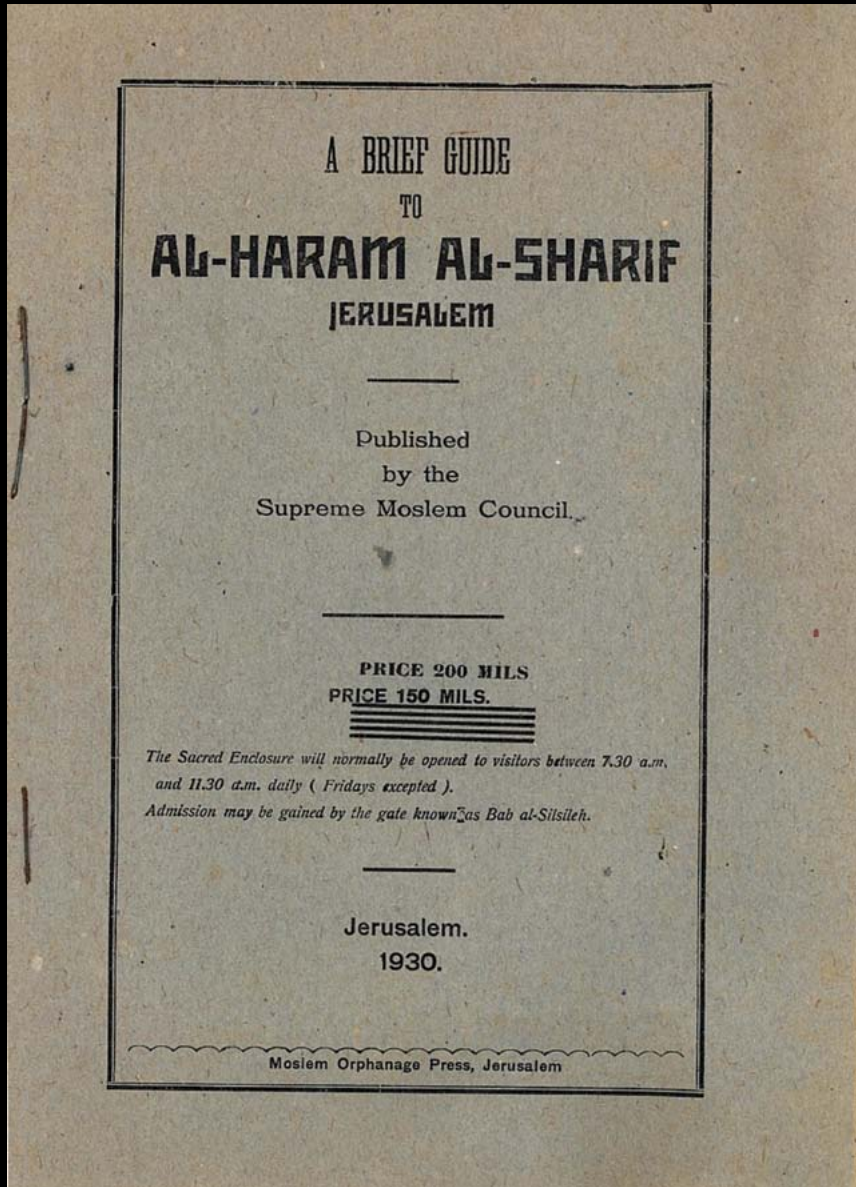 A BRIEF GUIDE
TO
AL-HARAM AL-SHARIF
JERUSALEM
Published
by the
Supreme Moslem Council.
PRICE 200 MILS
PRICE 150 MILS.
The Sacred Enclosure will normally be opened to visitors between 7.30 a.m,
and 11.30 a.m. daily ( Fridays excepted ).
Admission may be gained by the gate known as Bab al-Silsileh.
Jerusalem.
1930.
Moslem Orphanage Press, Jerusalem